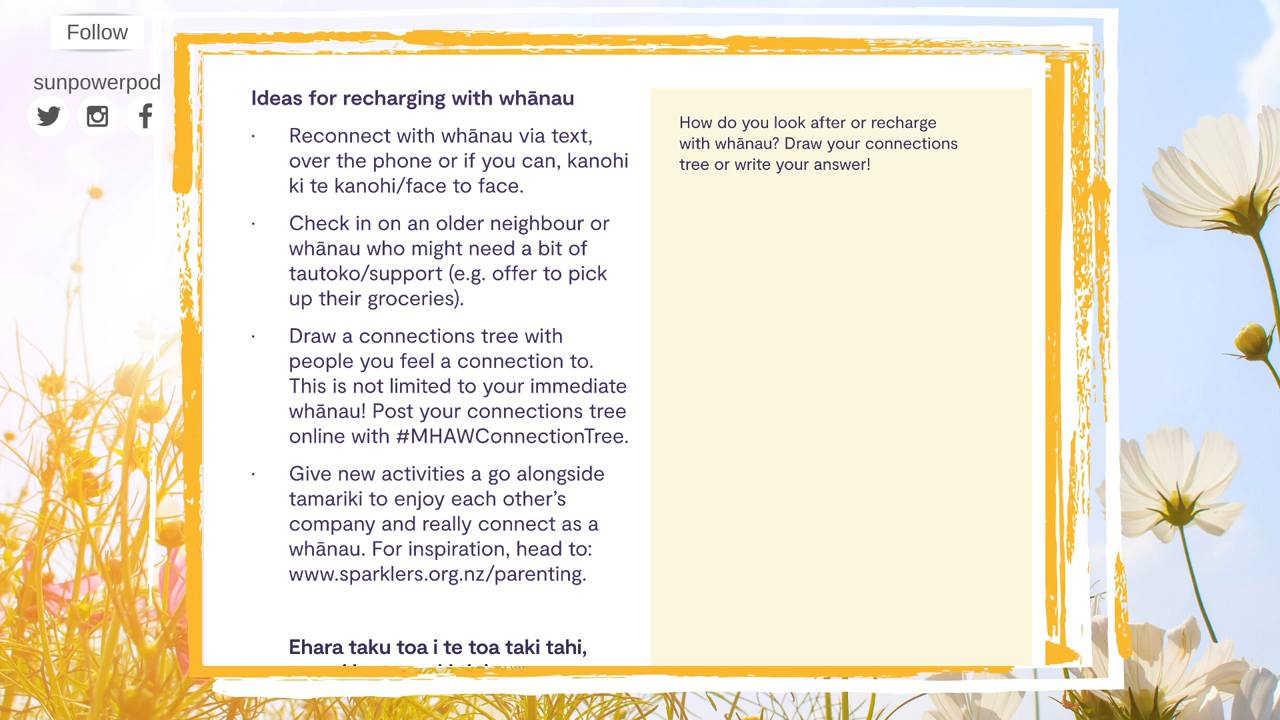 Follow
sunpowerpod
Ideas for recharging with whānau
· Reconnect with whānau via text,
over the phone or if you can, kanohi
ki te kanohi/face to face.
· Check in on an older neighbour or
whānau who might need a bit of
tautoko/support (e.g. offer to pick
up their groceries).
· Draw a connections tree with
people you feel a connection to.
This is not limited to your immediate
whānau! Post your connections tree
online with #MHAWConnectionTree.
· Give new activities a go alongside
tamariki to enjoy each other’s
company and really connect as a
whānau. For inspiration, head to:
www.sparklers.org.nz/parenting.
Ehara taku toa i te toa taki tahi,
How do you look after or recharge
with whānau? Draw your connections
tree or write your answer!